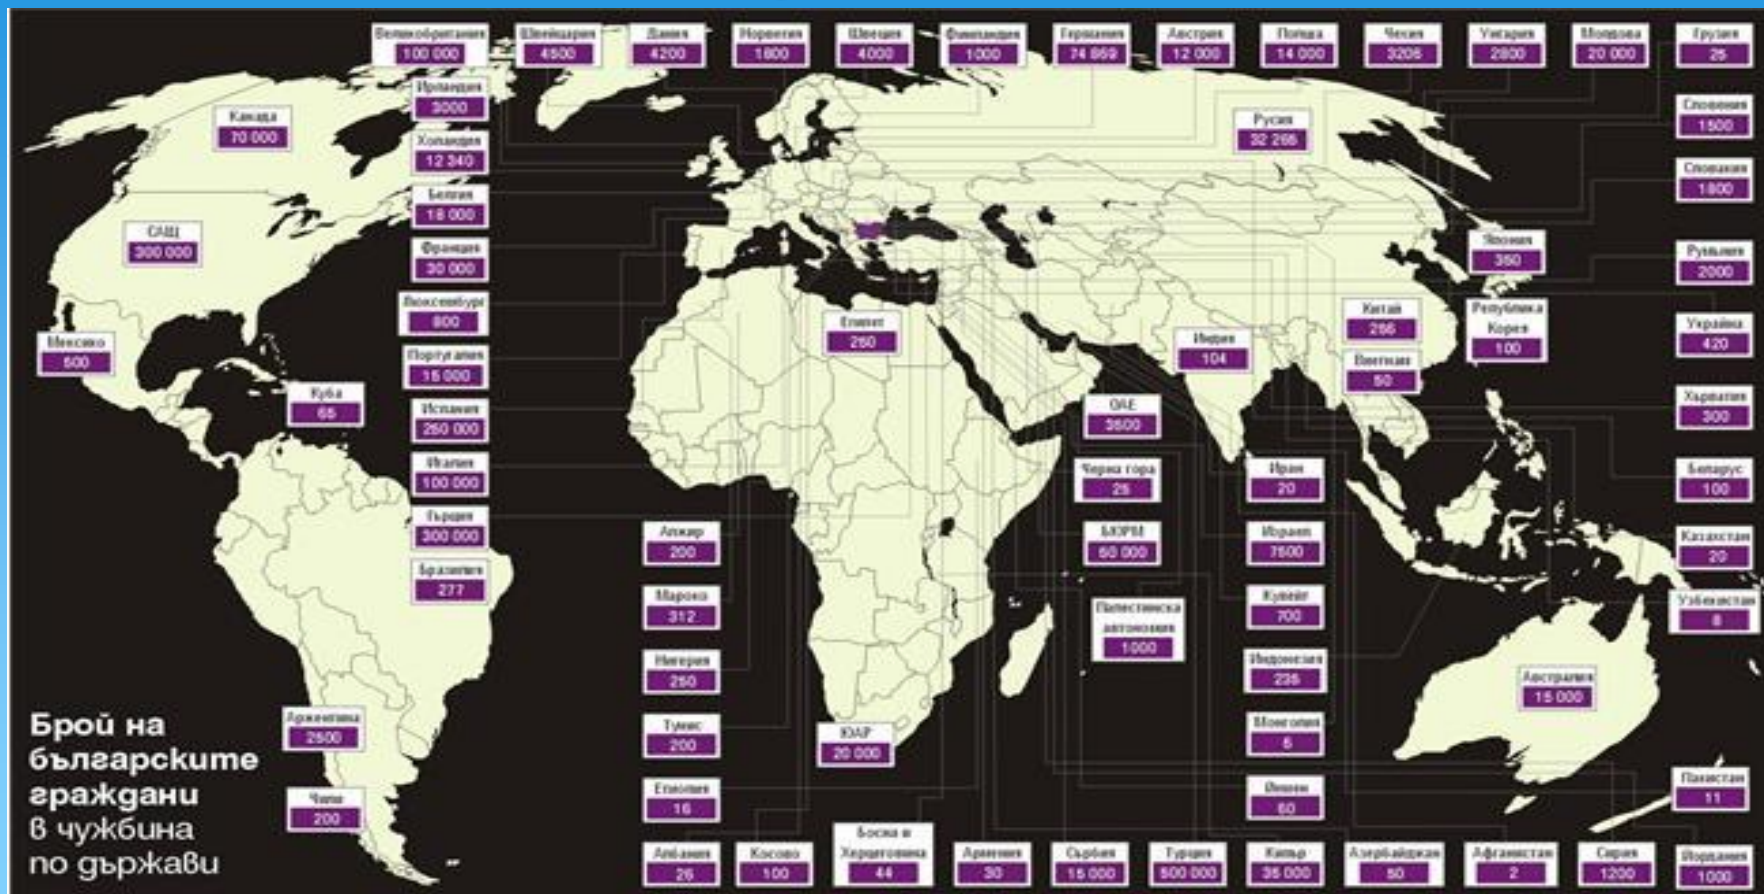 Великобритания
100 000
Швейцария
4500
Дания
4200
Норвегия
1800
Швеция
4000
Финландия
1000
Германия
74 869
Австрия
12 000
Полша
14 000
Чехия
3206
Унгария
2800
Молдова
20 000
Грузия
25
Ирландия
3000
Холандия
12 340
Белгия
18 000
Франция
30 000
Люксембург
800
Португалия
15 000
Испания
250 000
Италия
100 000
Гърция
300 000
Бразилия
277
Канада
70 000
САЩ
300 000
Мексико
500
Куба
65
Аржентина
2500
Чили
200
Русия
32 265
Словения
1500
Словакия
1800
Румъния
2000
Украйна
420
Хърватия
300
Беларус
100
Казахстан
20
Узбекистан
8
Япония
350
Република
Корея
100
Китай
256
Виетнам
50
Индия
104
Египет
250
ОАЕ
3500
Черна гора
25
БЮРМ
50 000
Палестинска
автономия
1000
Иран
20
Израел
7500
Кувейт
700
Индонезия
235
Монголия
5
Йемен
60
Алжир
200
Мароко
312
Нигерия
250
Тунис
200
Етиопия
16
ЮАР
20 000
Австралия
15 000
Пакистан
11
Албания
26
Косово
100
Босна и
Херцеговина
44
Армения
30
Сърбия
15 000
Турция
500 000
Кипър
35 000
Азербайджан
50
Афганистан
2
Сирия
1200
Йордания
1000
Брой на
българските
граждани
в чужбина
по държави